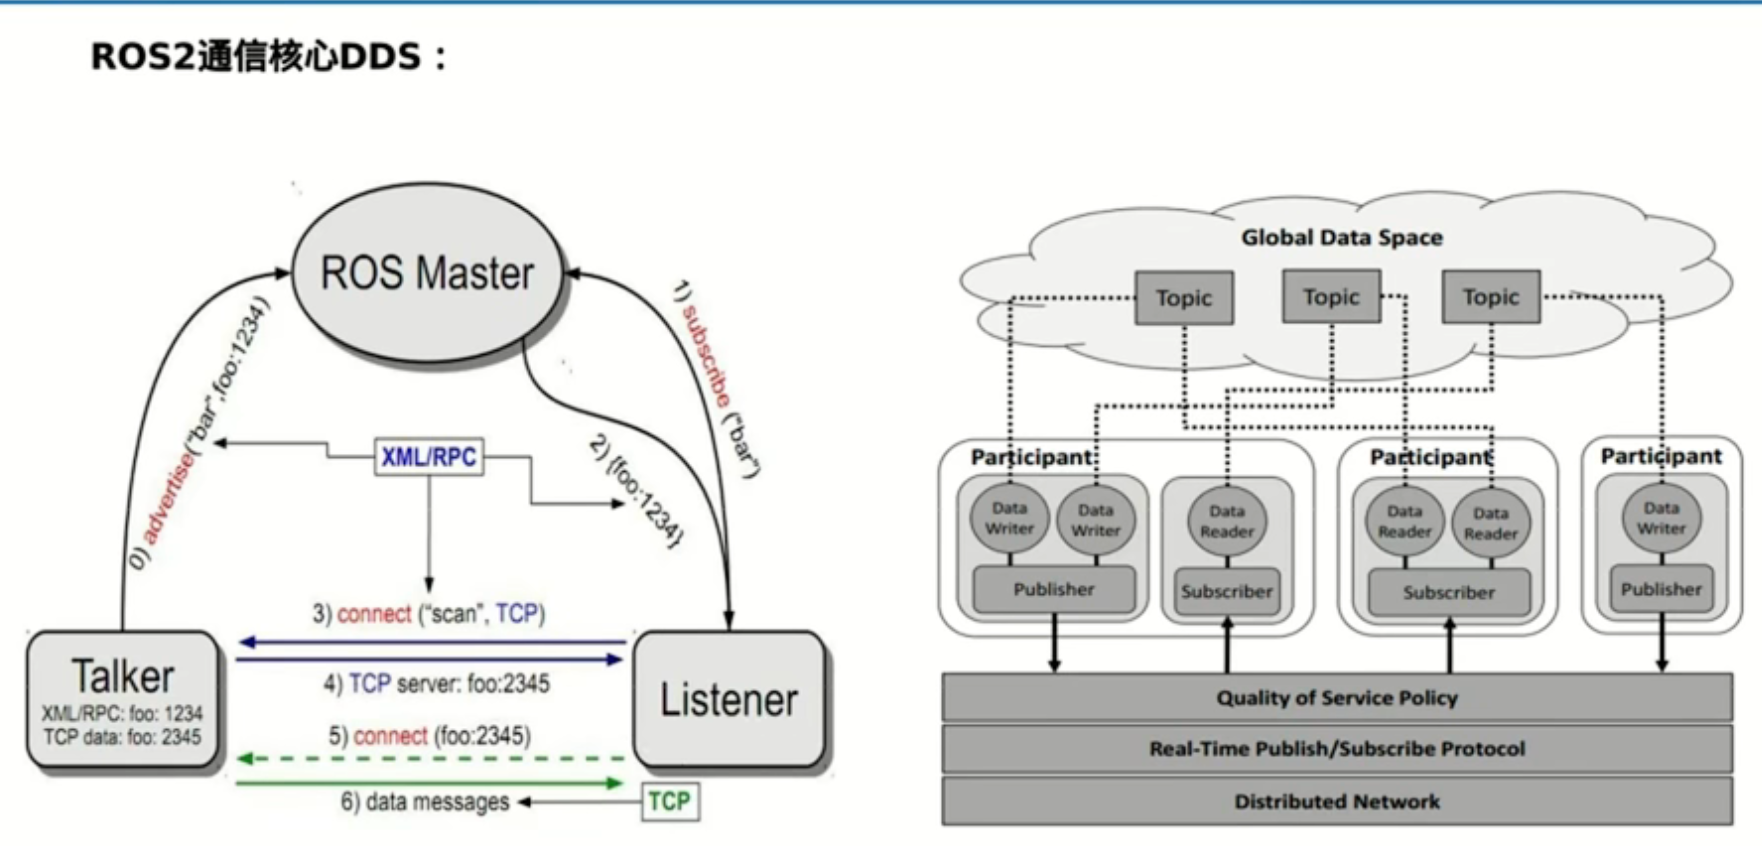 ROS2通信核心DDS：
ROS Master
0) advertise("bar",foo:1234)
1) subscribe ("bar")
2) {foo:1234}
XML/RPC
3) connect (“scan”, TCP)
4) TCP server: foo:2345
5) connect (foo:2345)
6) data messages
TCP
Talker
XML/RPC: foo: 1234
TCP data: foo: 2345
Listener
Global Data Space
Topic
Topic
Topic
Participant
Data
Writer
Data
Writer
Publisher
Data
Reader
Subscriber
Participant
Data
Reader
Data
Reader
Subscriber
Participant
Data
Writer
Publisher
Quality of Service Policy
Real-Time Publish/Subscribe Protocol
Distributed Network